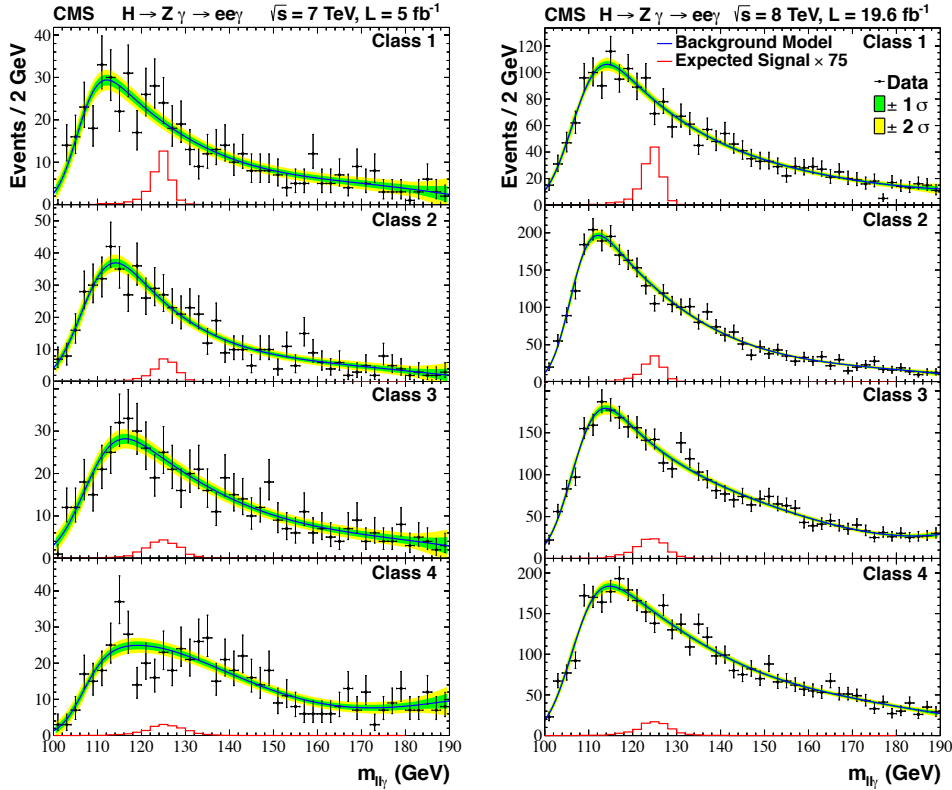 CMS H → Z γ → eeγ √s = 7 TeV, L = 5 fb⁻¹
Events / 2 GeV
Class 1
40
30
20
10
0
Class 2
50
40
30
20
10
0
Class 3
30
20
10
0
Class 4
40
30
20
10
0
100 110 120 130 140 150 160 170 180 190
m_llγ (GeV)
CMS H → Z γ → eeγ √s = 8 TeV, L = 19.6 fb⁻¹
Events / 2 GeV
Class 1
Background Model
Expected Signal × 75
Data
± 1 σ
± 2 σ
120
100
80
60
40
20
0
Class 2
200
150
100
50
0
Class 3
200
150
100
50
0
Class 4
200
150
100
50
0
100 110 120 130 140 150 160 170 180 190
m_llγ (GeV)